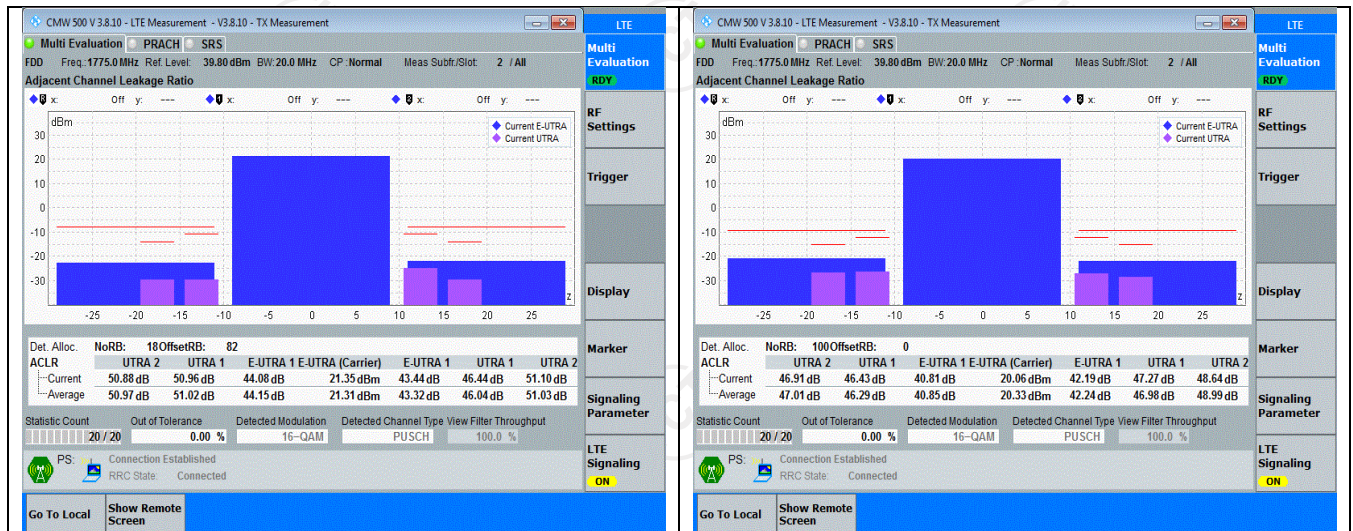 CMW 500 V 3.8.10 - LTE Measurement - V3.8.10 - TX Measurement
LTE
Multi Evaluation PRACH SRS
Multi Evaluation
RDY
FDD Freq.: 1775.0 MHz Ref. Level: 39.80 dBm BW: 20.0 MHz CP : Normal Meas Subfr./Slot: 2 / All
Adjacent Channel Leakage Ratio
x: Off y: --- x: Off y: --- x: Off y: ---
dBm
Current E-UTRA
Current UTRA
30
20
10
0
-10
-20
-30
-25 -20 -15 -10 -5 0 5 10 15 20 25
z
RF Settings
Trigger
Display
Marker
Signaling Parameter
LTE Signaling
ON
Det. Alloc. NoRB: 18 OffsetRB: 82
ACLR UTRA 2 UTRA 1 E-UTRA 1 E-UTRA (Carrier) E-UTRA 1 UTRA 1 UTRA 2
Current 50.88 dB 50.96 dB 44.08 dB 21.35 dBm 43.44 dB 46.44 dB 51.10 dB
Average 50.97 dB 51.02 dB 44.15 dB 21.31 dBm 43.32 dB 46.04 dB 51.03 dB
Statistic Count Out of Tolerance Detected Modulation Detected Channel Type View Filter Throughput
20 / 20 0.00 % 16-QAM PUSCH 100.0 %
PS: Connection Established
RRC State: Connected
Go To Local
Show Remote Screen
CMW 500 V 3.8.10 - LTE Measurement - V3.8.10 - TX Measurement
LTE
Multi Evaluation PRACH SRS
Multi Evaluation
RDY
FDD Freq.: 1775.0 MHz Ref. Level: 39.80 dBm BW: 20.0 MHz CP : Normal Meas Subfr./Slot: 2 / All
Adjacent Channel Leakage Ratio
x: Off y: --- x: Off y: --- x: Off y: ---
dBm
Current E-UTRA
Current UTRA
30
20
10
0
-10
-20
-30
-25 -20 -15 -10 -5 0 5 10 15 20 25
z
RF Settings
Trigger
Display
Marker
Signaling Parameter
LTE Signaling
ON
Det. Alloc. NoRB: 100 OffsetRB: 0
ACLR UTRA 2 UTRA 1 E-UTRA 1 E-UTRA (Carrier) E-UTRA 1 UTRA 1 UTRA 2
Current 46.91 dB 46.43 dB 40.81 dB 20.06 dBm 42.19 dB 47.27 dB 48.64 dB
Average 47.01 dB 46.29 dB 40.85 dB 20.33 dBm 42.24 dB 46.98 dB 48.99 dB
Statistic Count Out of Tolerance Detected Modulation Detected Channel Type View Filter Throughput
20 / 20 0.00 % 16-QAM PUSCH 100.0 %
PS: Connection Established
RRC State: Connected
Go To Local
Show Remote Screen